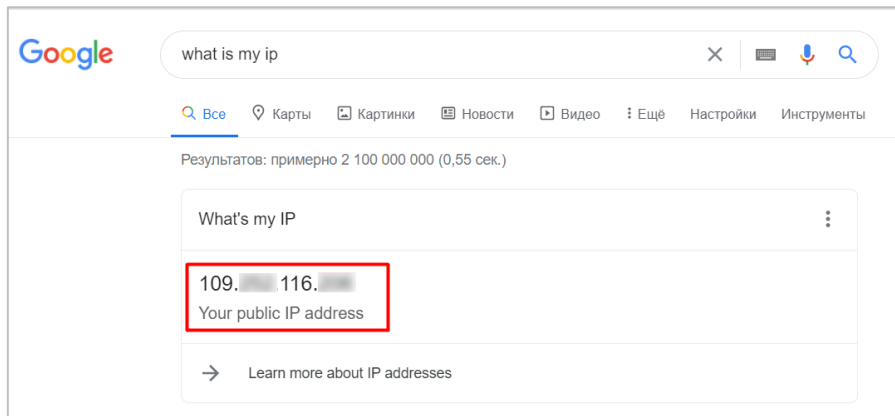 Google
what is my ip
Все Карты Картинки Новости Видео Ещё Настройки Инструменты
Результатов: примерно 2 100 000 000 (0,55 сек.)
What's my IP
109. .116.
Your public IP address
Learn more about IP addresses